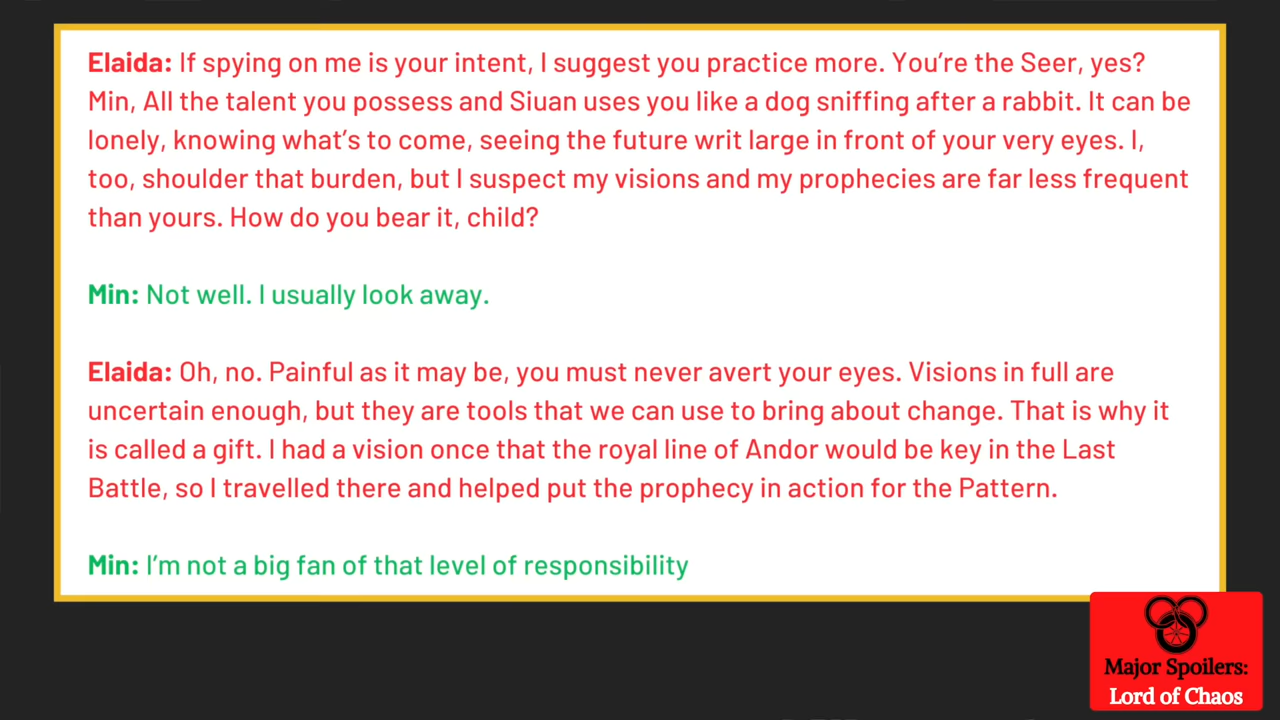 Elaida: If spying on me is your intent, I suggest you practice more. You’re the Seer, yes?
Min, All the talent you possess and Siuan uses you like a dog sniffing after a rabbit. It can be
lonely, knowing what’s to come, seeing the future writ large in front of your very eyes. I,
too, shoulder that burden, but I suspect my visions and my prophecies are far less frequent
than yours. How do you bear it, child?
Min: Not well. I usually look away.
Elaida: Oh, no. Painful as it may be, you must never avert your eyes. Visions in full are
uncertain enough, but they are tools that we can use to bring about change. That is why it
is called a gift. I had a vision once that the royal line of Andor would be key in the Last
Battle, so I travelled there and helped put the prophecy in action for the Pattern.
Min: I’m not a big fan of that level of responsibility
Major Spoilers:
Lord of Chaos